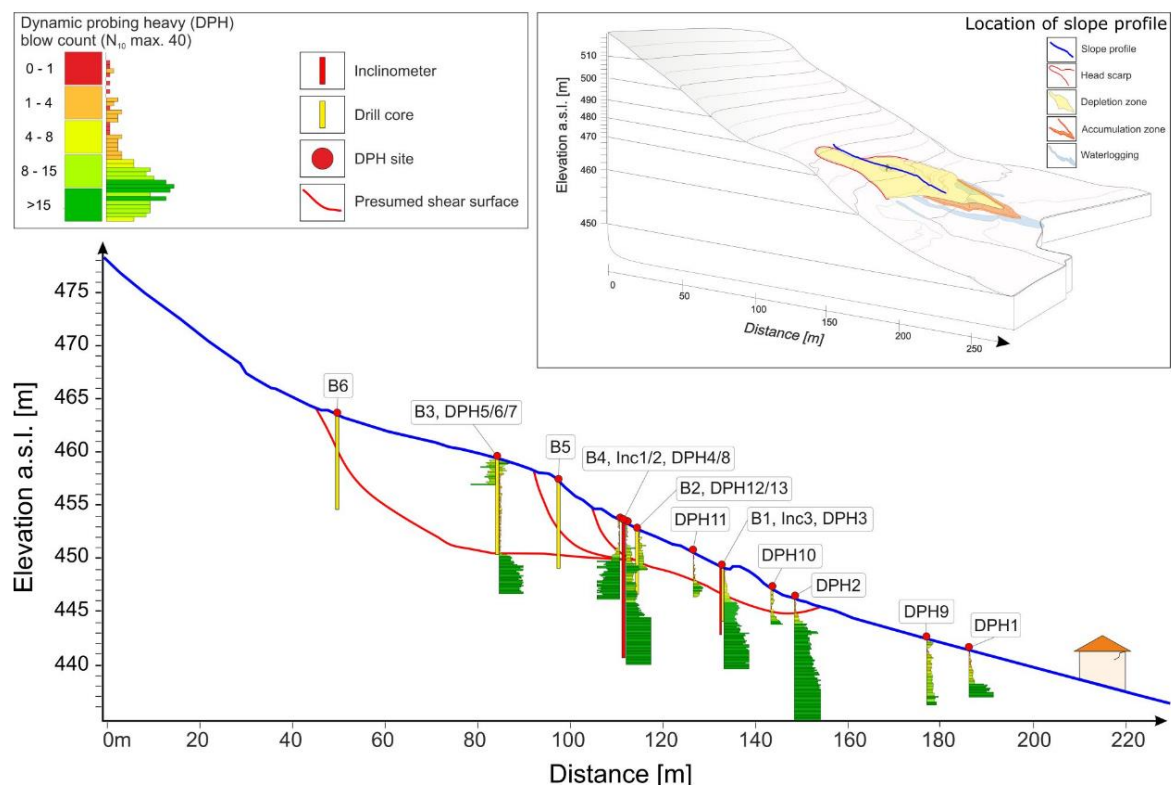 Dynamic probing heavy (DPH)
blow count (N₁₀ max. 40)
0 - 1
1 - 4
4 - 8
8 - 15
>15
Inclinometer
Drill core
DPH site
Presumed shear surface
Location of slope profile
Slope profile
Head scarp
Depletion zone
Accumulation zone
Waterlogging
Elevation a.s.l. [m]
510
500
490
480
470
460
450
0
50
100
150
200
250
Distance [m]
Elevation a.s.l. [m]
475
470
465
460
455
450
445
440
B6
B3, DPH5/6/7
B5
B4, Inc1/2, DPH4/8
B2, DPH12/13
DPH11
B1, Inc3, DPH3
DPH10
DPH2
DPH9
DPH1
0m
20
40
60
80
100
120
140
160
180
200
220
Distance [m]